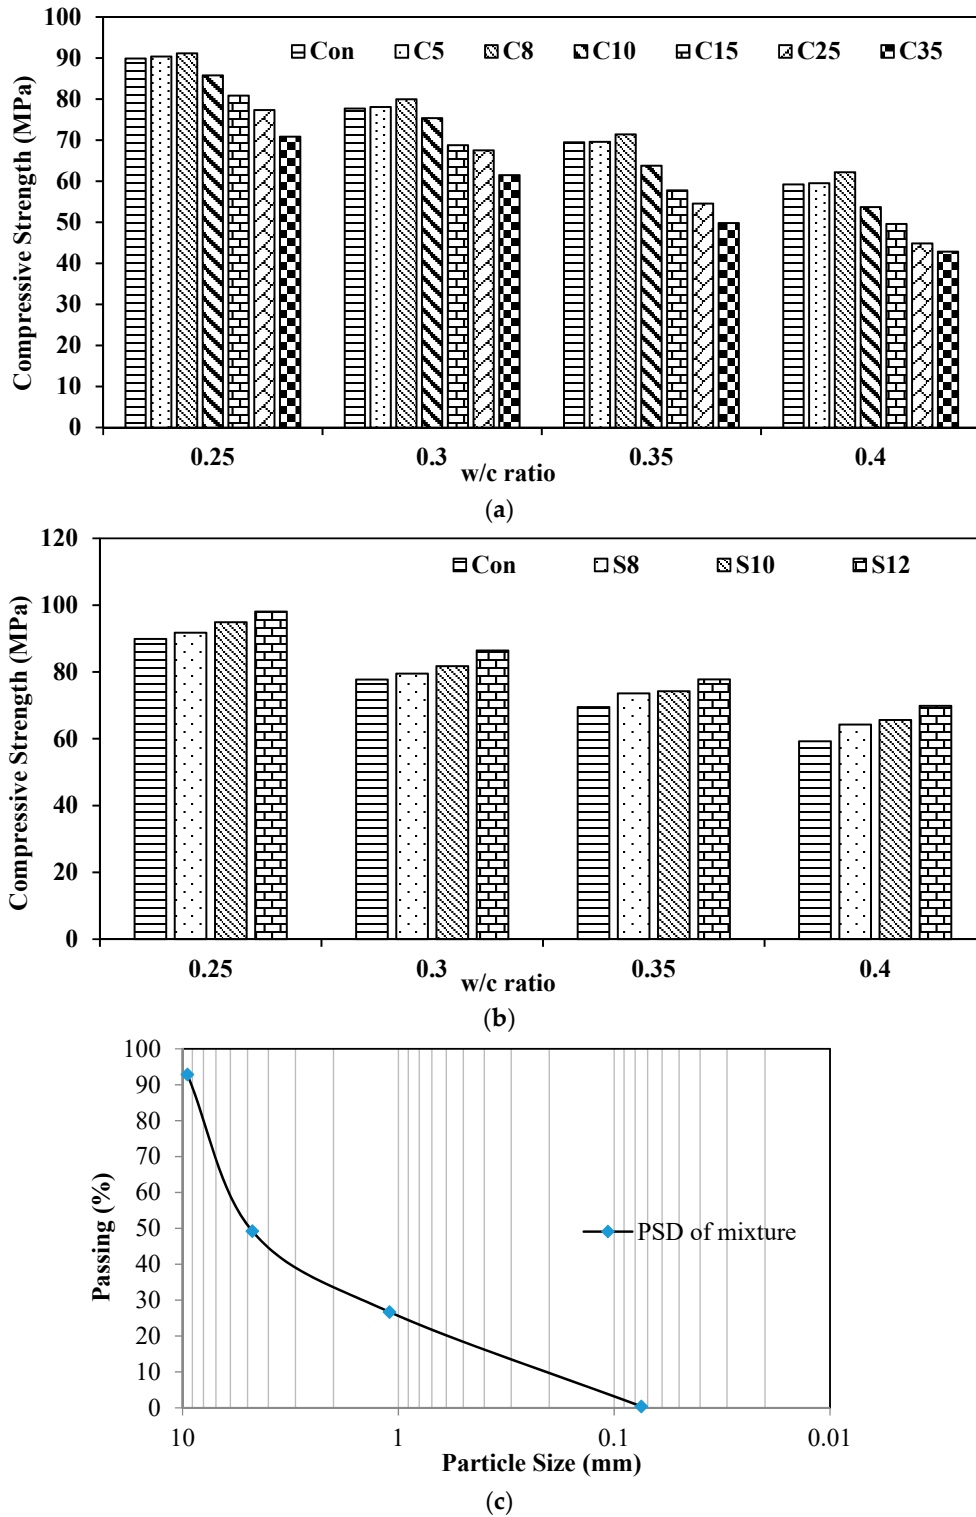 100
90
80
70
60
50
40
30
20
10
0
Compressive Strength (MPa)
Con C5 C8 C10 C15 C25 C35
0.25 0.3 0.35 0.4
w/c ratio
(a)
120
100
80
60
40
20
0
Compressive Strength (MPa)
Con S8 S10 S12
0.25 0.3 0.35 0.4
w/c ratio
(b)
100
90
80
70
60
50
40
30
20
10
0
Passing (%)
PSD of mixture
10 1 0.1 0.01
Particle Size (mm)
(c)